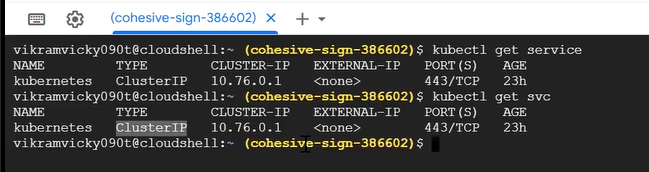 (cohesive-sign-386602) × + ▾
vikramvicky090t@cloudshell:~ (cohesive-sign-386602)$ kubectl get service
NAME TYPE CLUSTER-IP EXTERNAL-IP PORT(S) AGE
kubernetes ClusterIP 10.76.0.1 <none> 443/TCP 23h
vikramvicky090t@cloudshell:~ (cohesive-sign-386602)$ kubectl get svc
NAME TYPE CLUSTER-IP EXTERNAL-IP PORT(S) AGE
kubernetes ClusterIP 10.76.0.1 <none> 443/TCP 23h
vikramvicky090t@cloudshell:~ (cohesive-sign-386602)$